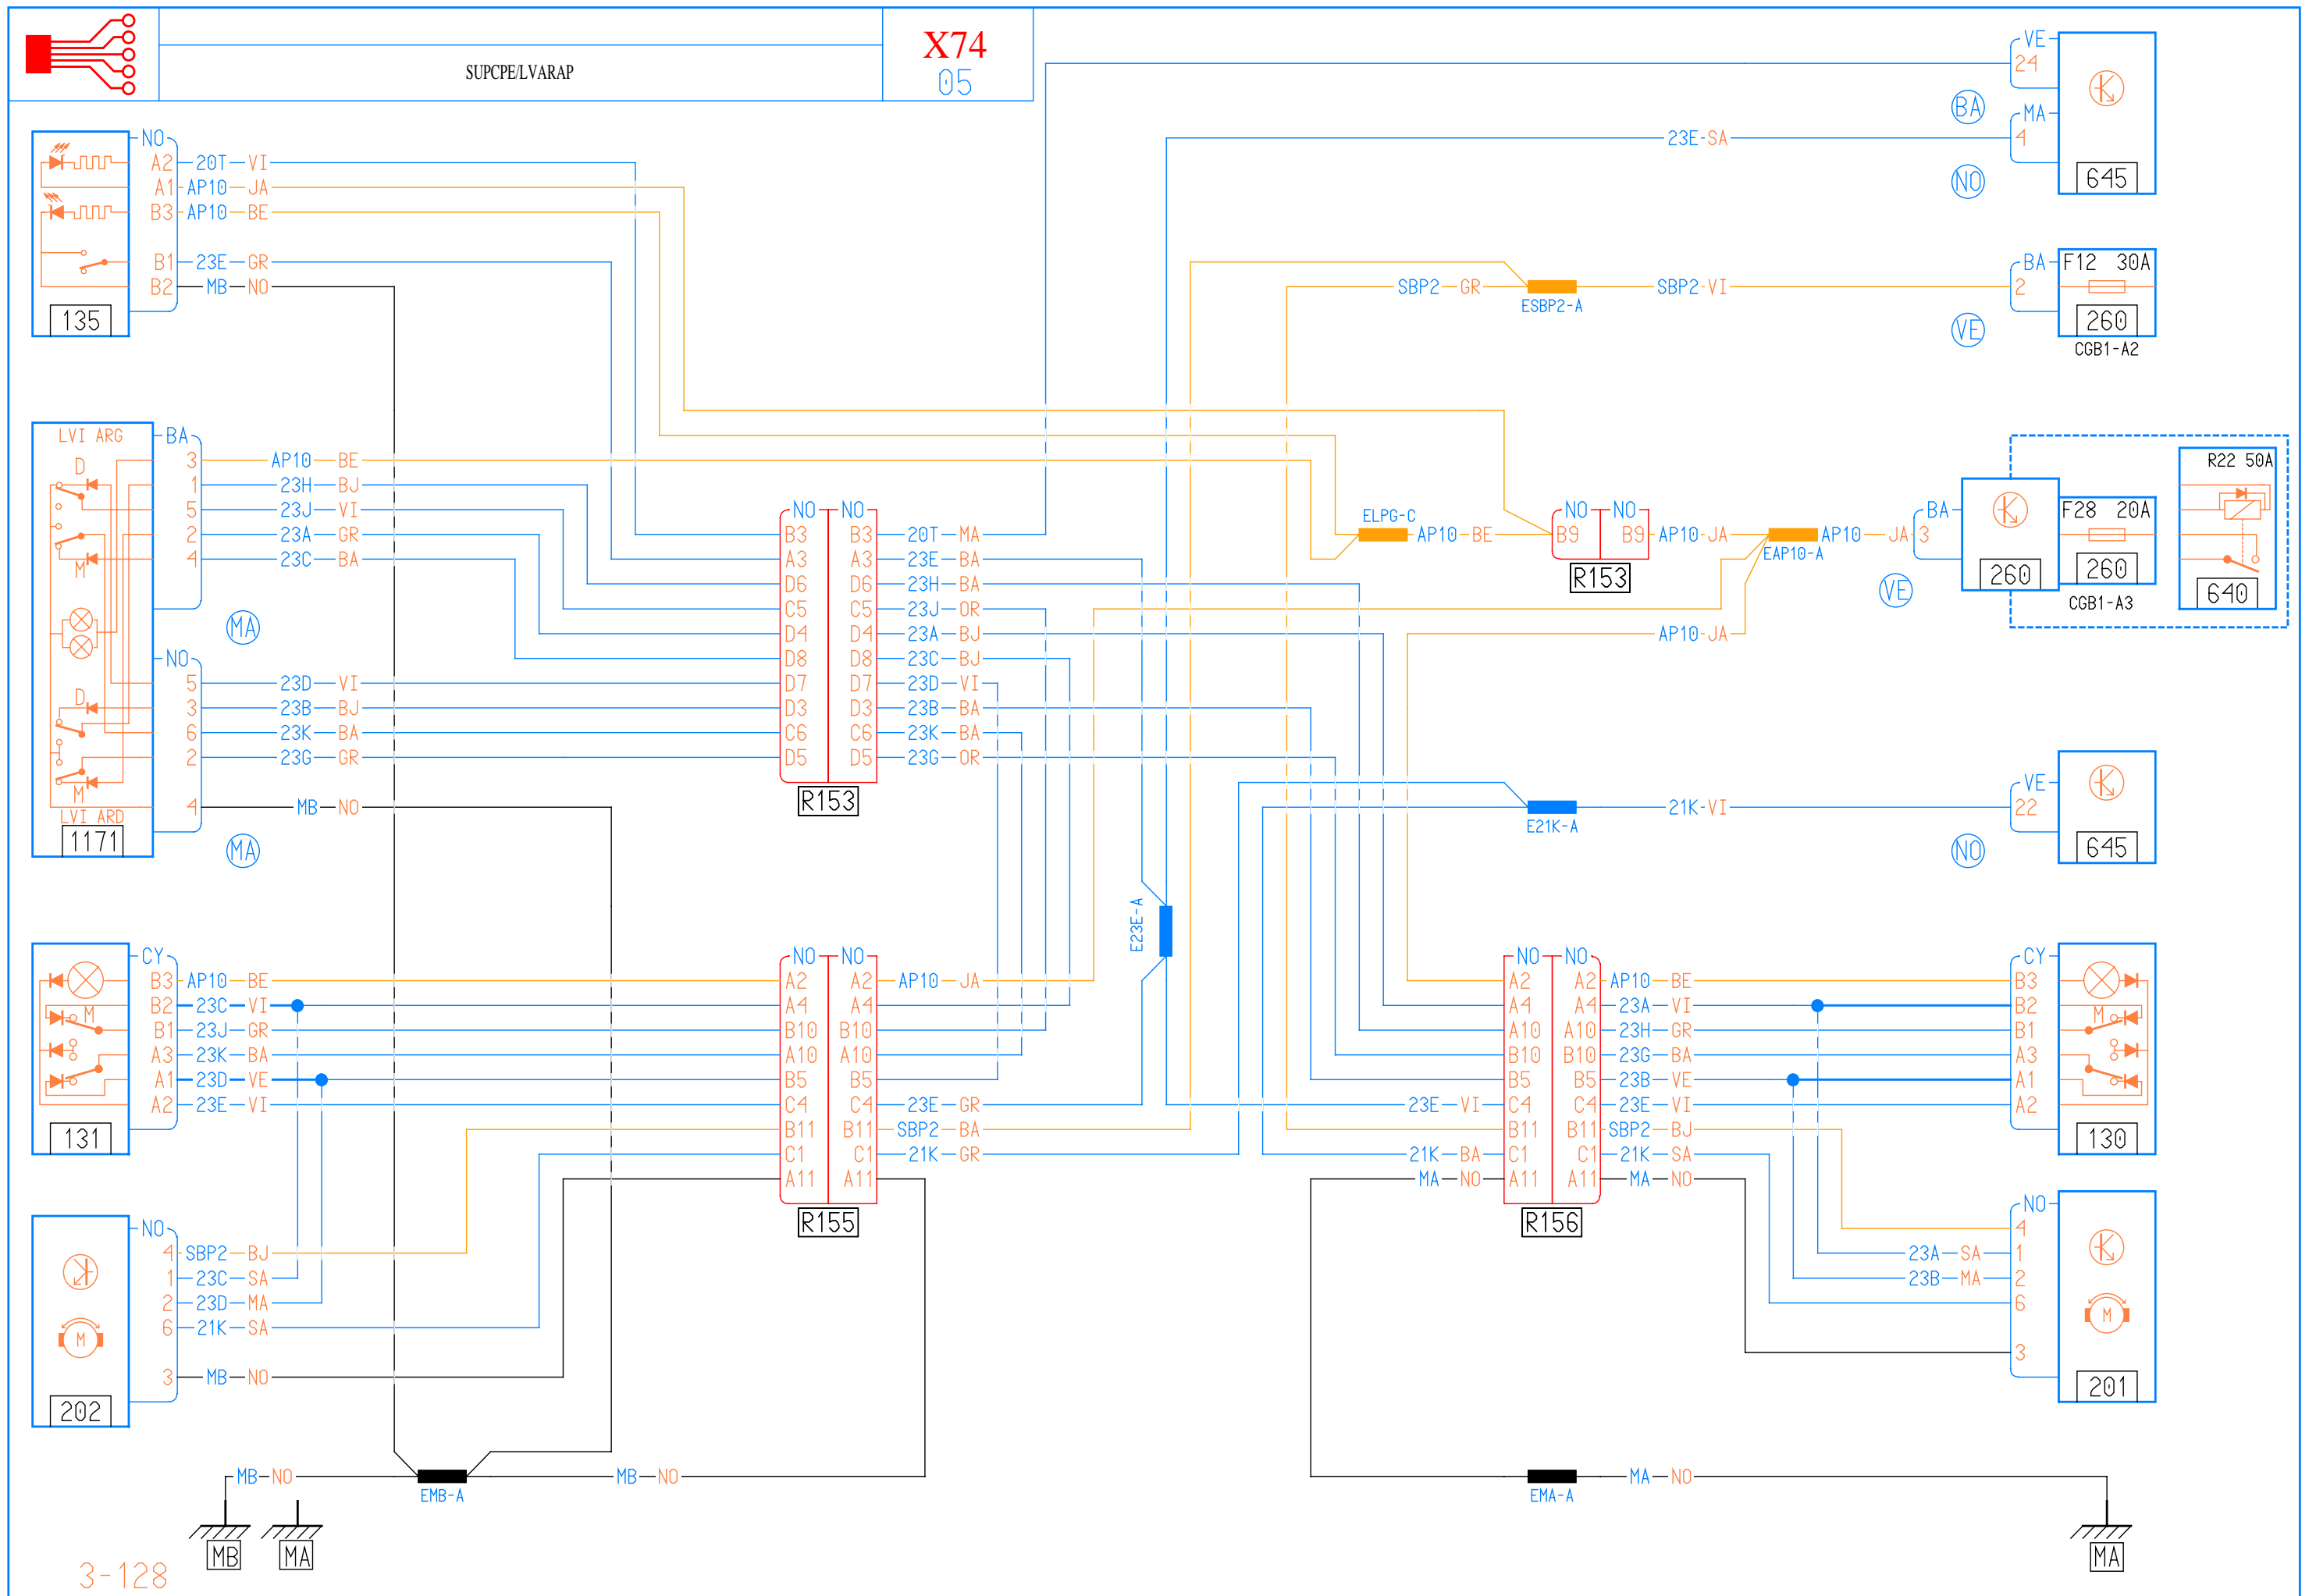 SUPCPE/LVARAP
X74
05
VE
24
BA
MA
4
NO
645
23E-SA
NO
A2 20T VI
A1 AP10 JA
B3 AP10 BE
B1 23E GR
B2 MB NO
135
SBP2 GR
ESBP2-A
SBP2-VI
BA
2
F12 30A
260
VE
CGB1-A2
LVI ARG
BA
D
3 AP10 BE
1 23H BJ
5 23J VI
2 23A GR
4 23C BA
M
MA
NO
D
5 23D VI
3 23B BJ
6 23K BA
2 23G GR
M
4 MB NO
LVI ARD
1171
MA
NO NO
B3 B3 20T MA
A3 A3 23E BA
D6 D6 23H BA
C5 C5 23J OR
D4 D4 23A BJ
D8 D8 23C BJ
D7 D7 23D VI
D3 D3 23B BA
C6 C6 23K BA
D5 D5 23G OR
R153
ELPG-C
AP10 BE
NO NO
B9 B9 AP10-JA
R153
EAP10-A
AP10 JA
BA
3
VE
260
F28 20A
260
CGB1-A3
R22 50A
640
AP10-JA
E21K-A
21K-VI
VE
22
NO
645
E23E-A
CY
B3 AP10 BE
B2 23C VI
M
B1 23J GR
A3 23K BA
A1 23D VE
A2 23E VI
131
NO NO
A2 A2 AP10 JA
A4 A4
B10 B10
A10 A10
B5 B5
C4 C4 23E GR
B11 B11 SBP2 BA
C1 C1 21K GR
A11 A11
R155
NO NO
A2 A2 AP10 BE
A4 A4 23A VI
A10 A10 23H GR
B10 B10 23G BA
B5 B5 23B VE
23E VI C4 C4 23E VI
B11 B11 SBP2 BJ
21K BA C1 C1 21K SA
MA NO A11 A11 MA NO
R156
CY
B3
B2
M
B1
A3
A1
A2
130
NO
4 SBP2 BJ
1 23C SA
2 23D MA
6 21K SA
M
3 MB NO
202
NO
4
23A SA 1
23B MA 2
6
M
3
201
MB NO
EMB-A
MB NO
EMA-A
MA NO
MB
MA
MA
3-128